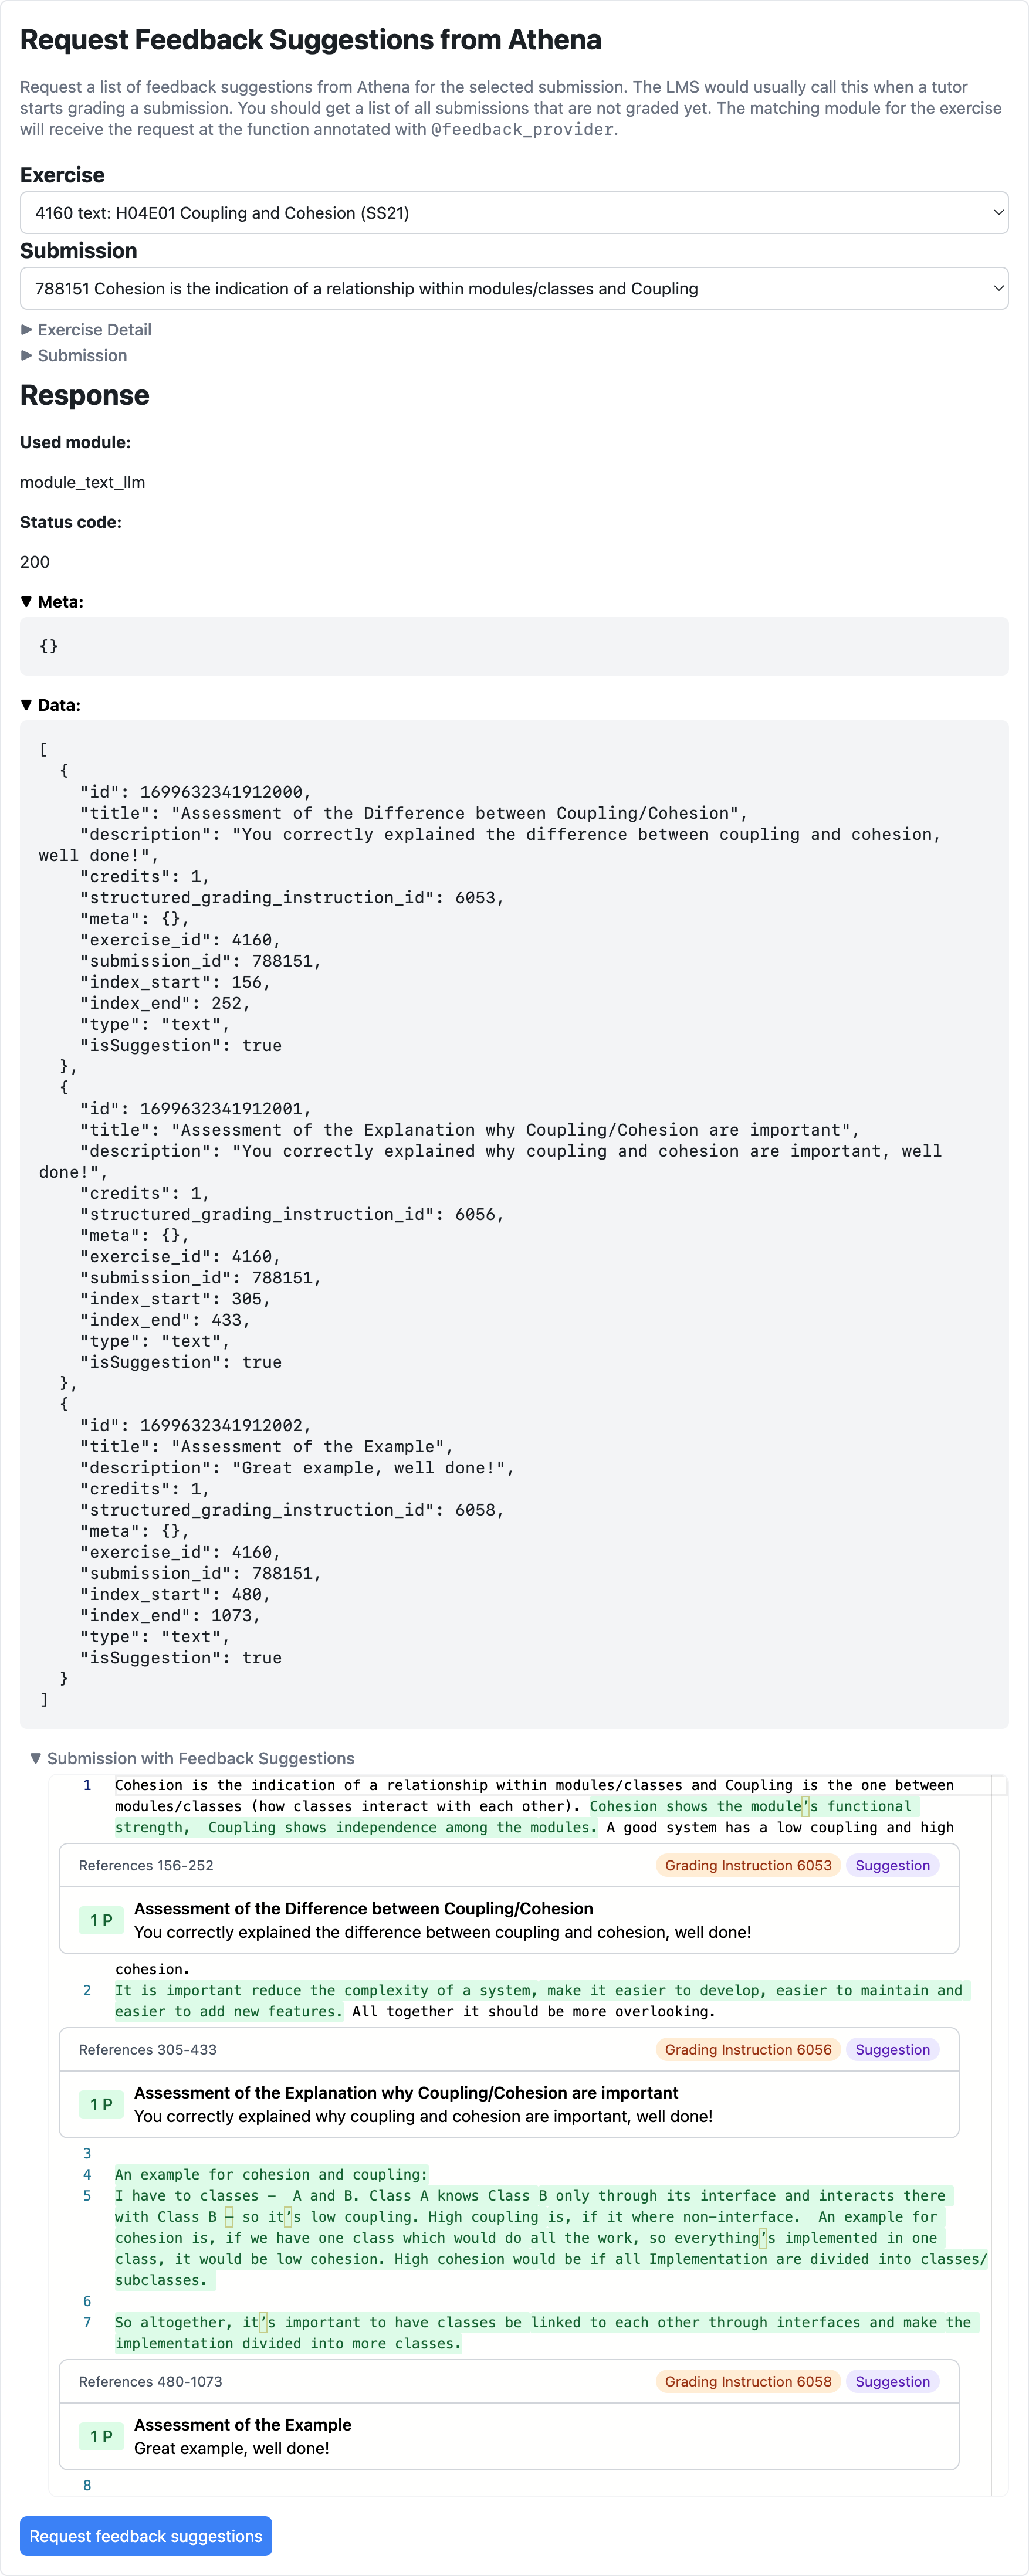 Request Feedback Suggestions from Athena
Request a list of feedback suggestions from Athena for the selected submission. The LMS would usually call this when a tutor
starts grading a submission. You should get a list of all submissions that are not graded yet. The matching module for the exercise
will receive the request at the function annotated with @feedback_provider.
Exercise
4160 text: H04E01 Coupling and Cohesion (SS21)
Submission
788151 Cohesion is the indication of a relationship within modules/classes and Coupling
▶ Exercise Detail
▶ Submission
Response
Used module:
module_text_llm
Status code:
200
▼ Meta:
{}
▼ Data:
[
  {
    "id": 1699632341912000,
    "title": "Assessment of the Difference between Coupling/Cohesion",
    "description": "You correctly explained the difference between coupling and cohesion,
well done!",
    "credits": 1,
    "structured_grading_instruction_id": 6053,
    "meta": {},
    "exercise_id": 4160,
    "submission_id": 788151,
    "index_start": 156,
    "index_end": 252,
    "type": "text",
    "isSuggestion": true
  },
  {
    "id": 1699632341912001,
    "title": "Assessment of the Explanation why Coupling/Cohesion are important",
    "description": "You correctly explained why coupling and cohesion are important, well
done!",
    "credits": 1,
    "structured_grading_instruction_id": 6056,
    "meta": {},
    "exercise_id": 4160,
    "submission_id": 788151,
    "index_start": 305,
    "index_end": 433,
    "type": "text",
    "isSuggestion": true
  },
  {
    "id": 1699632341912002,
    "title": "Assessment of the Example",
    "description": "Great example, well done!",
    "credits": 1,
    "structured_grading_instruction_id": 6058,
    "meta": {},
    "exercise_id": 4160,
    "submission_id": 788151,
    "index_start": 480,
    "index_end": 1073,
    "type": "text",
    "isSuggestion": true
  }
]
▼ Submission with Feedback Suggestions
1 Cohesion is the indication of a relationship within modules/classes and Coupling is the one between
modules/classes (how classes interact with each other). Cohesion shows the module’s functional
strength,  Coupling shows independence among the modules. A good system has a low coupling and high
References 156-252 Grading Instruction 6053 Suggestion
1 P Assessment of the Difference between Coupling/Cohesion
You correctly explained the difference between coupling and cohesion, well done!
cohesion.
2 It is important reduce the complexity of a system, make it easier to develop, easier to maintain and
easier to add new features. All together it should be more overlooking.
References 305-433 Grading Instruction 6056 Suggestion
1 P Assessment of the Explanation why Coupling/Cohesion are important
You correctly explained why coupling and cohesion are important, well done!
3
4 An example for cohesion and coupling:
5 I have to classes -  A and B. Class A knows Class B only through its interface and interacts there
with Class B – so it’s low coupling. High coupling is, if it where non-interface.  An example for
cohesion is, if we have one class which would do all the work, so everything’s implemented in one
class, it would be low cohesion. High cohesion would be if all Implementation are divided into classes/
subclasses.
6
7 So altogether, it’s important to have classes be linked to each other through interfaces and make the
implementation divided into more classes.
References 480-1073 Grading Instruction 6058 Suggestion
1 P Assessment of the Example
Great example, well done!
8
Request feedback suggestions